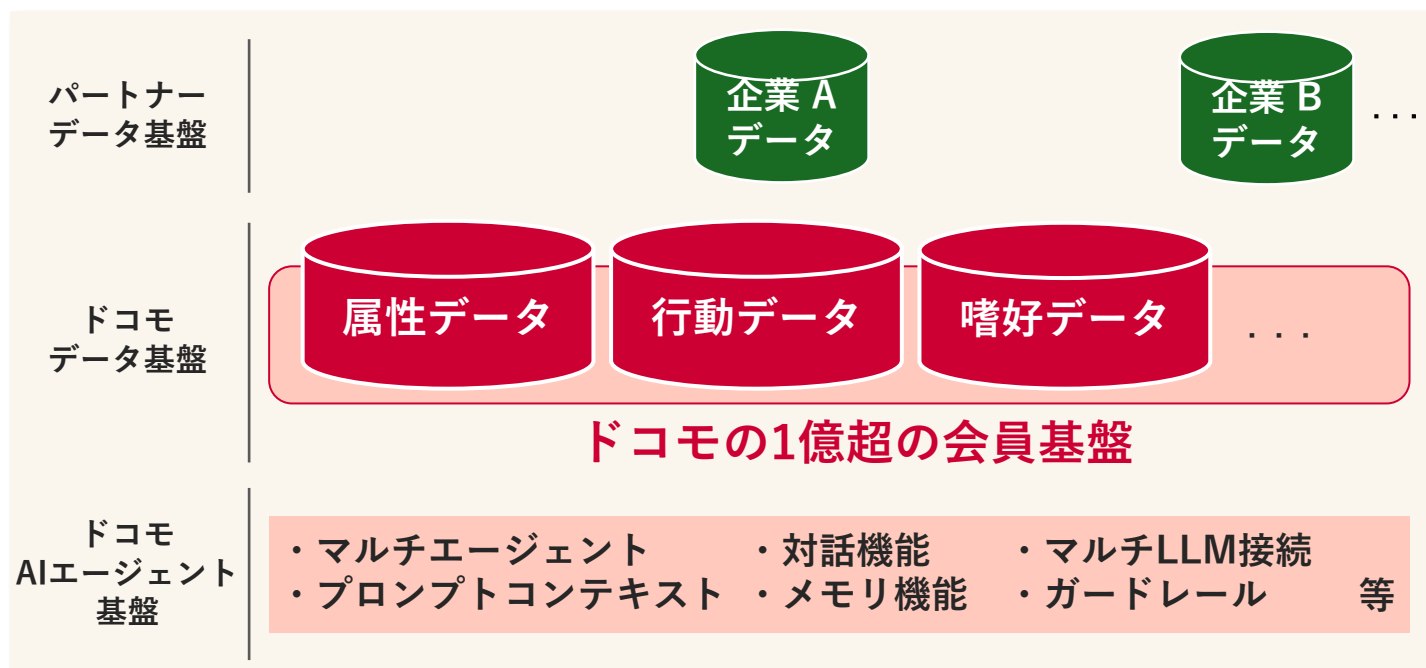 パートナー
データ基盤
企業 A
データ
企業 B
データ
・・・
ドコモ
データ基盤
属性データ
行動データ
嗜好データ
・・・
ドコモの1億超の会員基盤
ドコモ
AIエージェント
基盤
・マルチエージェント ・対話機能 ・マルチLLM接続
・プロンプトコンテキスト ・メモリ機能 ・ガードレール 等